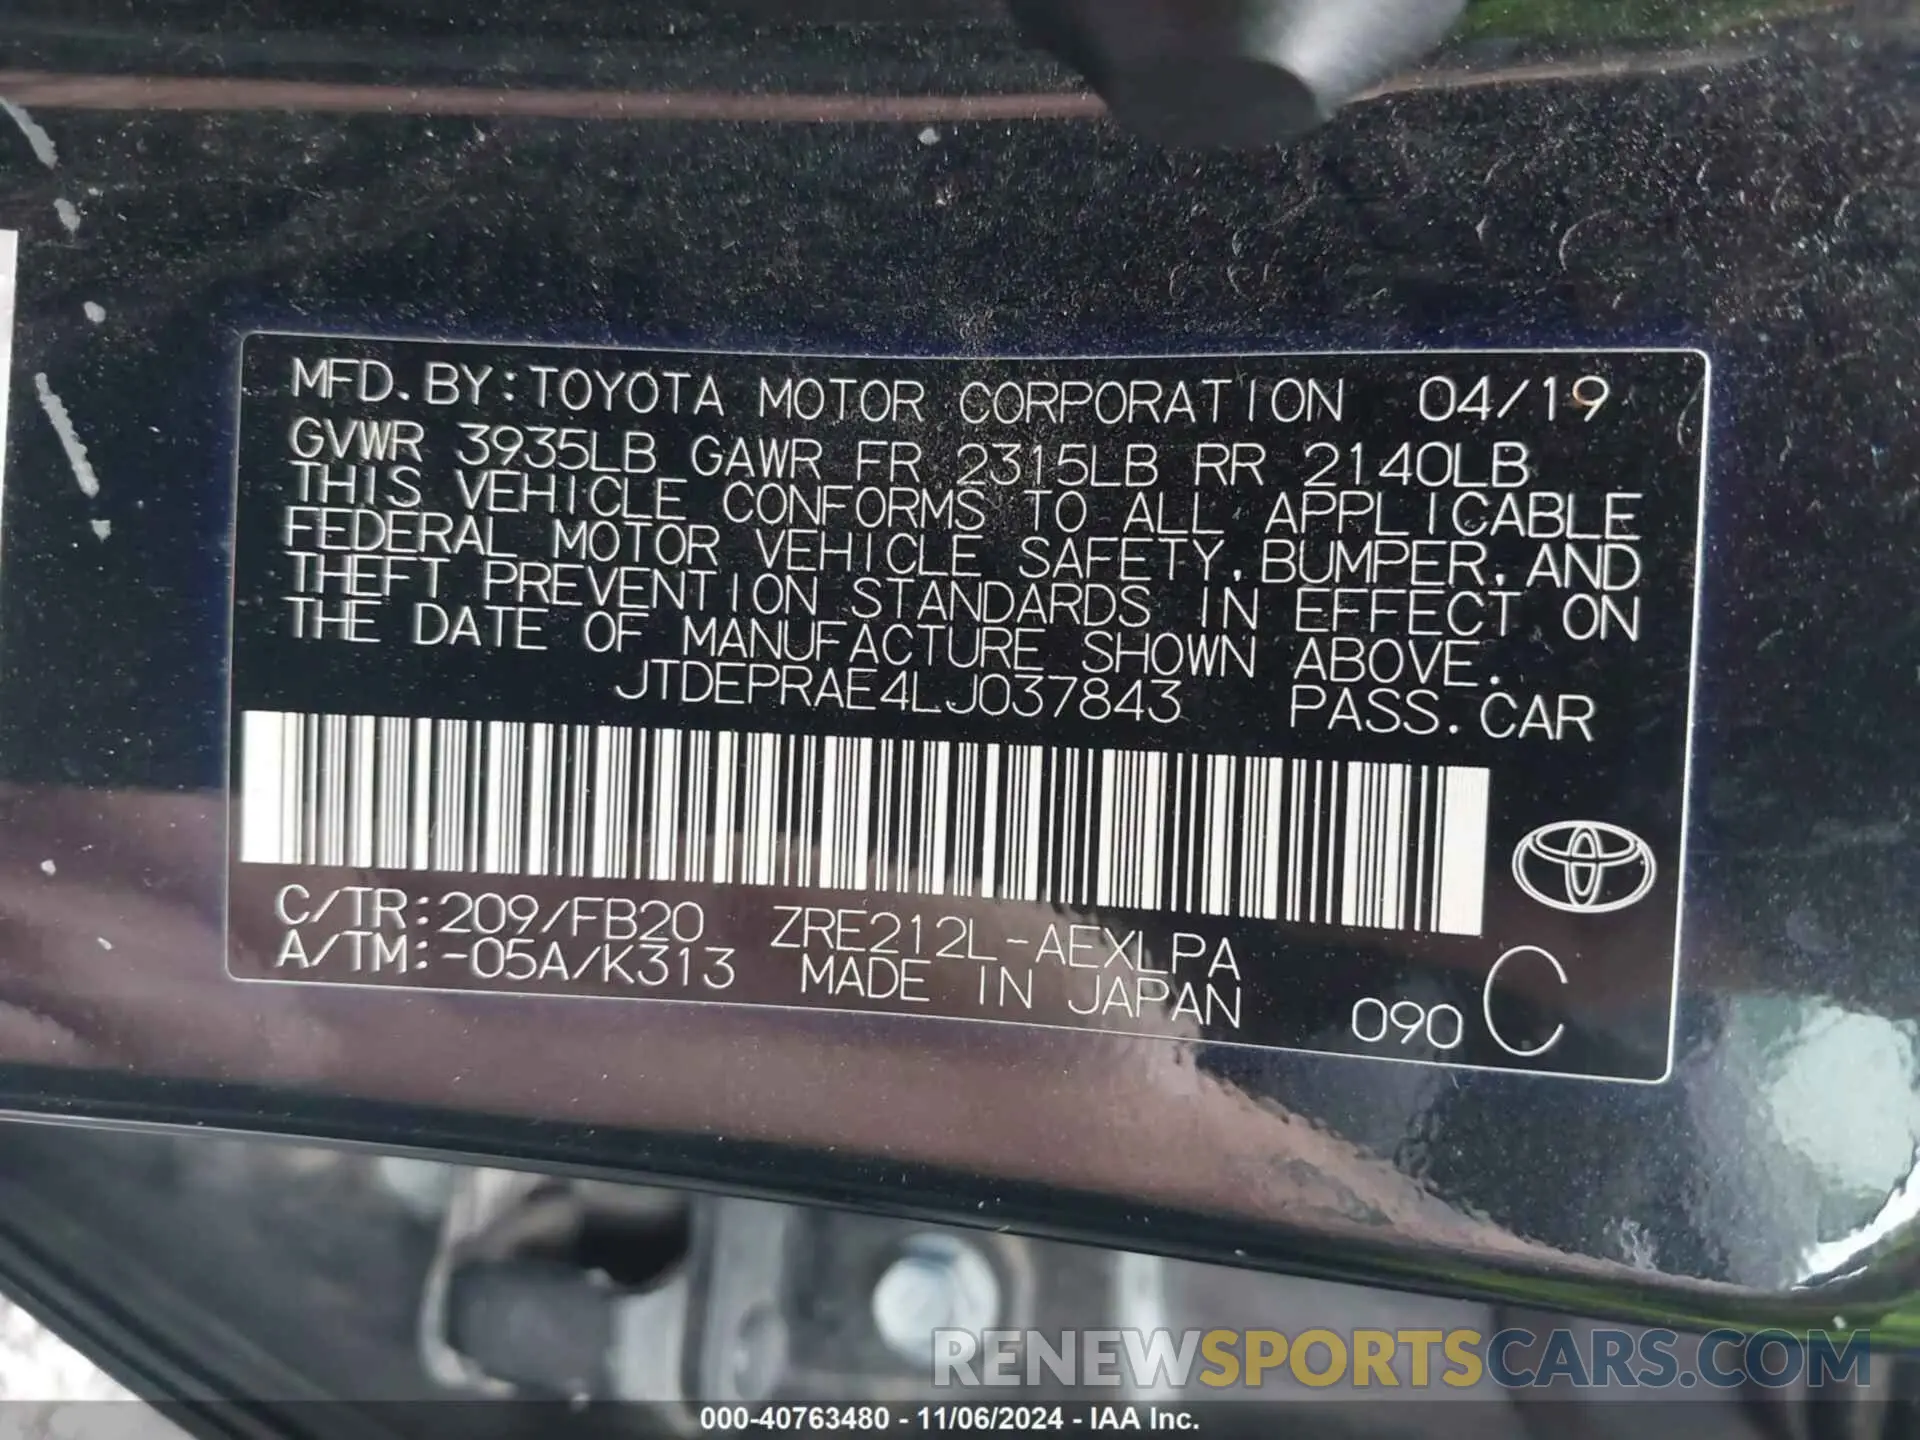 MFD. BY: TOYOTA MOTOR CORPORATION 04/19
GVWR 3935LB GAWR FR 2315LB RR 2140LB
THIS VEHICLE CONFORMS TO ALL APPLICABLE
FEDERAL MOTOR VEHICLE SAFETY, BUMPER, AND
THEFT PREVENTION STANDARDS IN EFFECT ON
THE DATE OF MANUFACTURE SHOWN ABOVE.
JTDEPRAE4LJ037843 PASS. CAR
C/TR: 209/FB20 ZRE212L-AEXLPA
A/TM: -05A/K313 MADE IN JAPAN 090 C
RENEWSPORTSCARS.COM
000-40763480 - 11/06/2024 - IAA Inc.